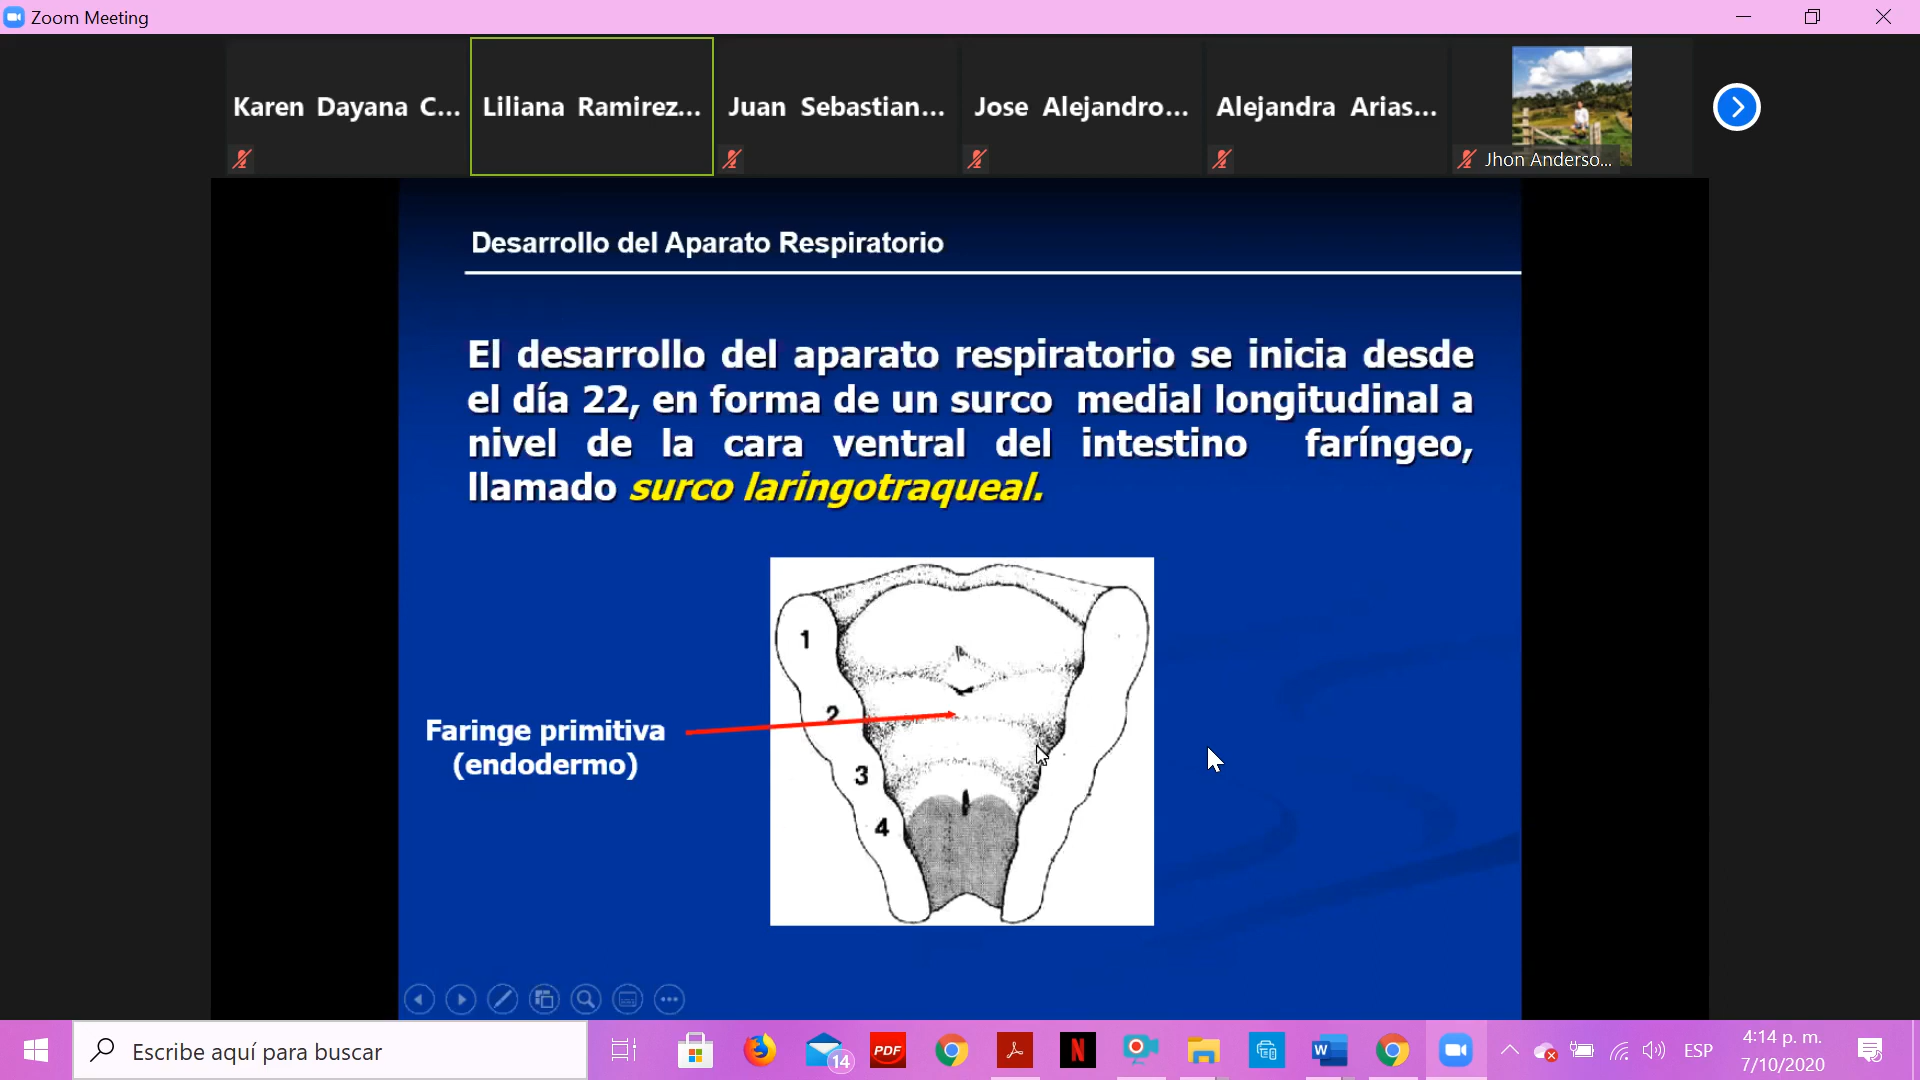 Zoom Meeting
Karen Dayana C...
Liliana Ramirez...
Juan Sebastian...
Jose Alejandro...
Alejandra Arias...
Jhon Anderso...
Desarrollo del Aparato Respiratorio
El desarrollo del aparato respiratorio se inicia desde
el día 22, en forma de un surco medial longitudinal a
nivel de la cara ventral del intestino faríngeo,
llamado surco laringotraqueal.
1
2
3
4
Faringe primitiva
(endodermo)
Escribe aquí para buscar
14
PDF
N
W
ESP
4:14 p. m.
7/10/2020